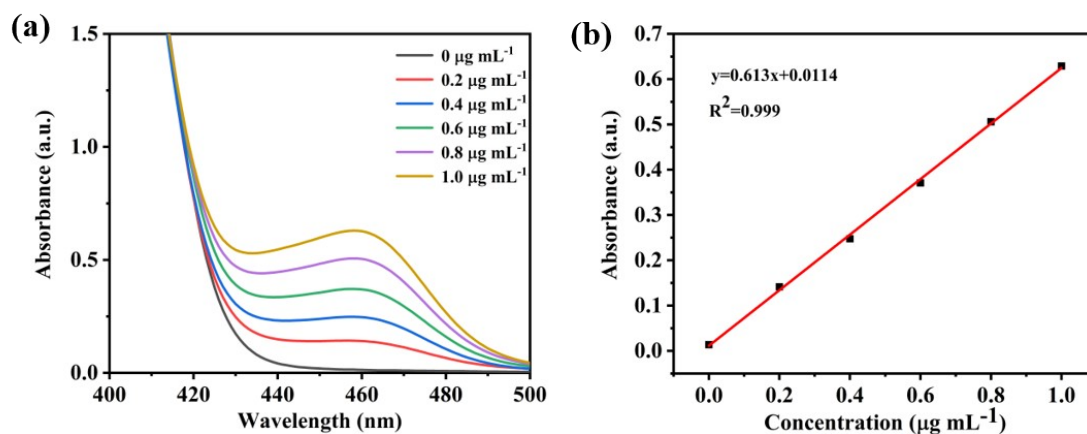 (a)
1.5
1.0
0.5
0.0
Absorbance (a.u.)
0 μg mL⁻¹
0.2 μg mL⁻¹
0.4 μg mL⁻¹
0.6 μg mL⁻¹
0.8 μg mL⁻¹
1.0 μg mL⁻¹
400 420 440 460 480 500
Wavelength (nm)
(b)
0.7
0.6
0.5
0.4
0.3
0.2
0.1
0.0
Absorbance (a.u.)
y=0.613x+0.0114
R²=0.999
0.0 0.2 0.4 0.6 0.8 1.0
Concentration (μg mL⁻¹)